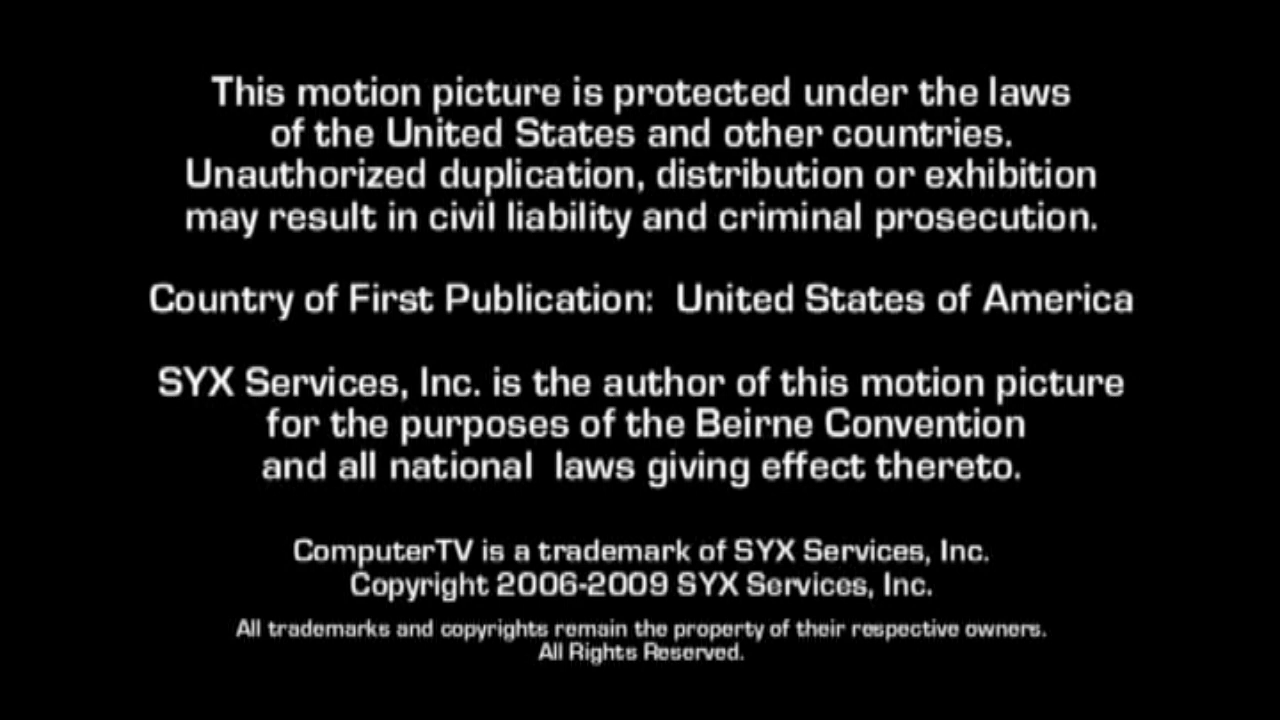 This motion picture is protected under the laws
of the United States and other countries.
Unauthorized duplication, distribution or exhibition
may result in civil liability and criminal prosecution.
Country of First Publication:  United States of America
SYX Services, Inc. is the author of this motion picture
for the purposes of the Beirne Convention
and all national  laws giving effect thereto.
ComputerTV is a trademark of SYX Services, Inc.
Copyright 2006-2009 SYX Services, Inc.
All trademarks and copyrights remain the property of their respective owners.
All Rights Reserved.